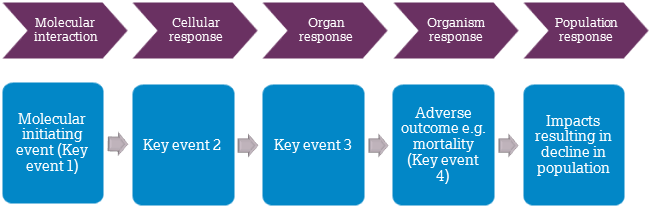 Molecular
interaction
Cellular
response
Organ
response
Organism
response
Population
response
Molecular
initiating
event (Key
event 1)
Key event 2
Key event 3
Adverse
outcome e.g.
mortality
(Key event
4)
Impacts
resulting in
decline in
population